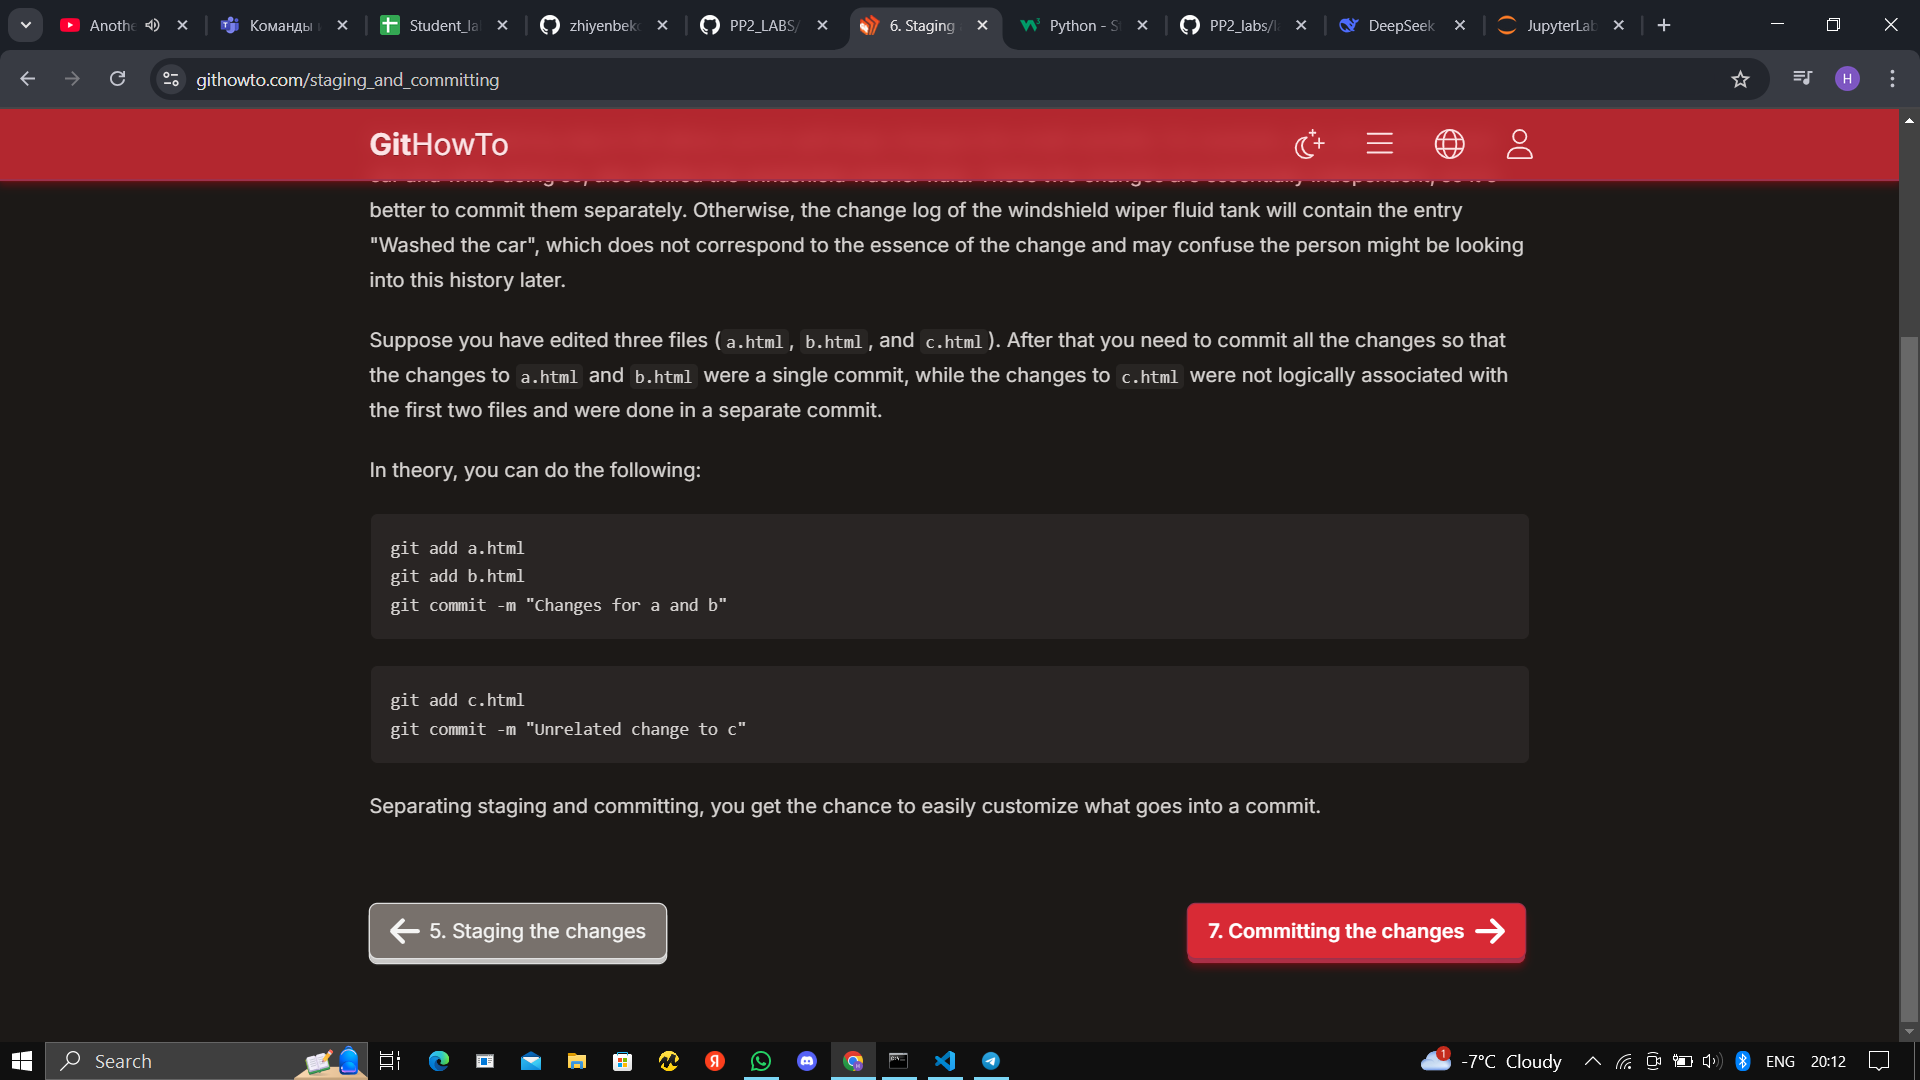 Anothe
Команды
Student_la
zhiyenbek
PP2_LABS/
6. Staging
Python - S
PP2_labs/l
DeepSeek
JupyterLab
githowto.com/staging_and_committing
H
GitHowTo
better to commit them separately. Otherwise, the change log of the windshield wiper fluid tank will contain the entry
"Washed the car", which does not correspond to the essence of the change and may confuse the person might be looking
into this history later.
Suppose you have edited three files ( a.html, b.html, and c.html). After that you need to commit all the changes so that
the changes to a.html and b.html were a single commit, while the changes to c.html were not logically associated with
the first two files and were done in a separate commit.
In theory, you can do the following:
git add a.html
git add b.html
git commit -m "Changes for a and b"
git add c.html
git commit -m "Unrelated change to c"
Separating staging and committing, you get the chance to easily customize what goes into a commit.
5. Staging the changes
7. Committing the changes
Search
1
-7°C Cloudy
ENG
20:12